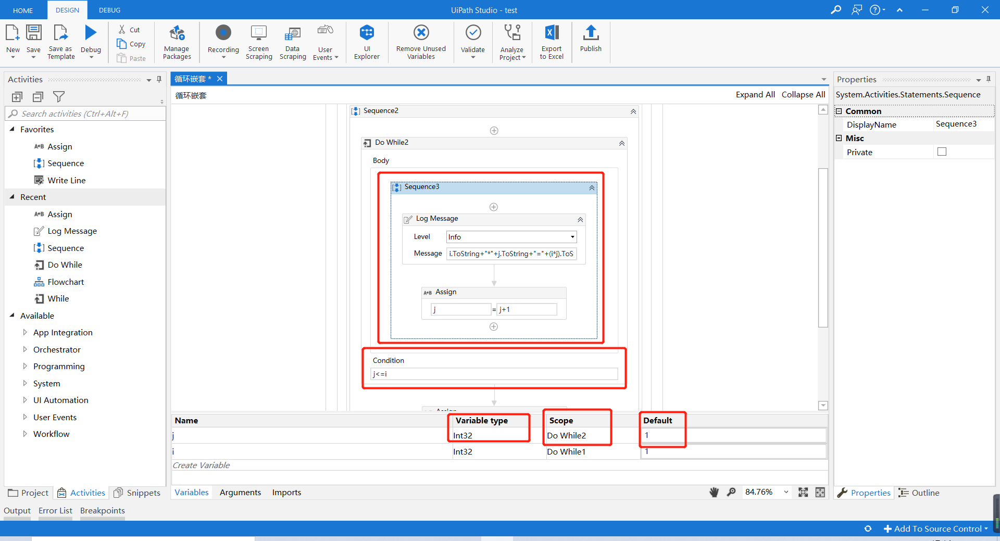 HOME DESIGN DEBUG UiPath Studio - test
New Save Save as Template Debug
Cut
Copy
Paste
Manage Packages
Recording
Screen Scraping
Data Scraping
User Events
UI Explorer
Remove Unused Variables
Validate
Analyze Project
Export to Excel
Publish
Activities
Search activities (Ctrl+Alt+F)
Favorites
Assign
Sequence
Write Line
Recent
Assign
Log Message
Sequence
Do While
Flowchart
While
Available
App Integration
Orchestrator
Programming
System
UI Automation
User Events
Workflow
Project Activities Snippets
循环嵌套 *
循环嵌套 Expand All Collapse All
Sequence2
Do While2
Body
Sequence3
Log Message
Level Info
Message i.ToString+"*"+j.ToString+"="+(i*j).ToS
A+B Assign
j = j+1
Condition
j<=i
Assign
Name Variable type Scope Default
j Int32 Do While2 1
i Int32 Do While1 1
Create Variable
Variables Arguments Imports 84.76%
Properties
System.Activities.Statements.Sequence
Common
DisplayName Sequence3
Misc
Private
Properties Outline
Output Error List Breakpoints
Add To Source Control